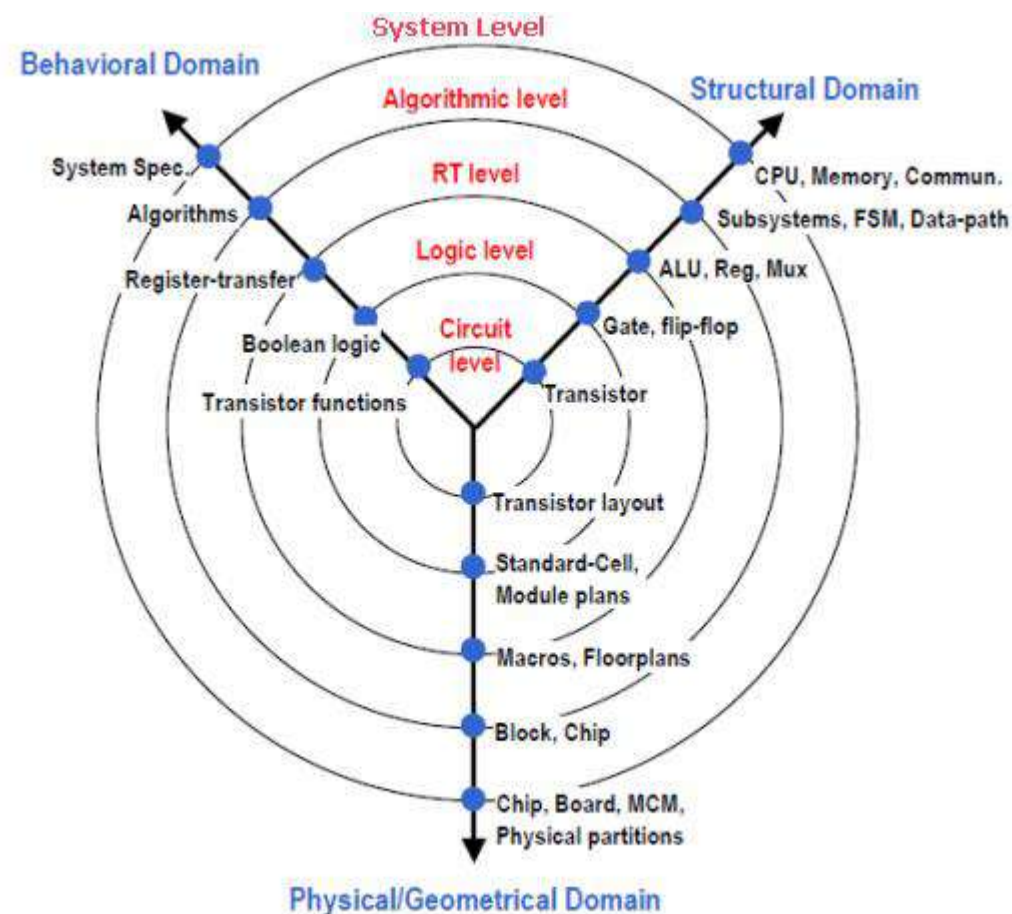 System Level
Behavioral Domain
Structural Domain
Algorithmic level
System Spec.
CPU, Memory, Commun.
RT level
Algorithms
Subsystems, FSM, Data-path
Logic level
Register-transfer
ALU, Reg, Mux
Circuit
level
Boolean logic
Gate, flip-flop
Transistor functions
Transistor
Transistor layout
Standard-Cell,
Module plans
Macros, Floorplans
Block, Chip
Chip, Board, MCM,
Physical partitions
Physical/Geometrical Domain